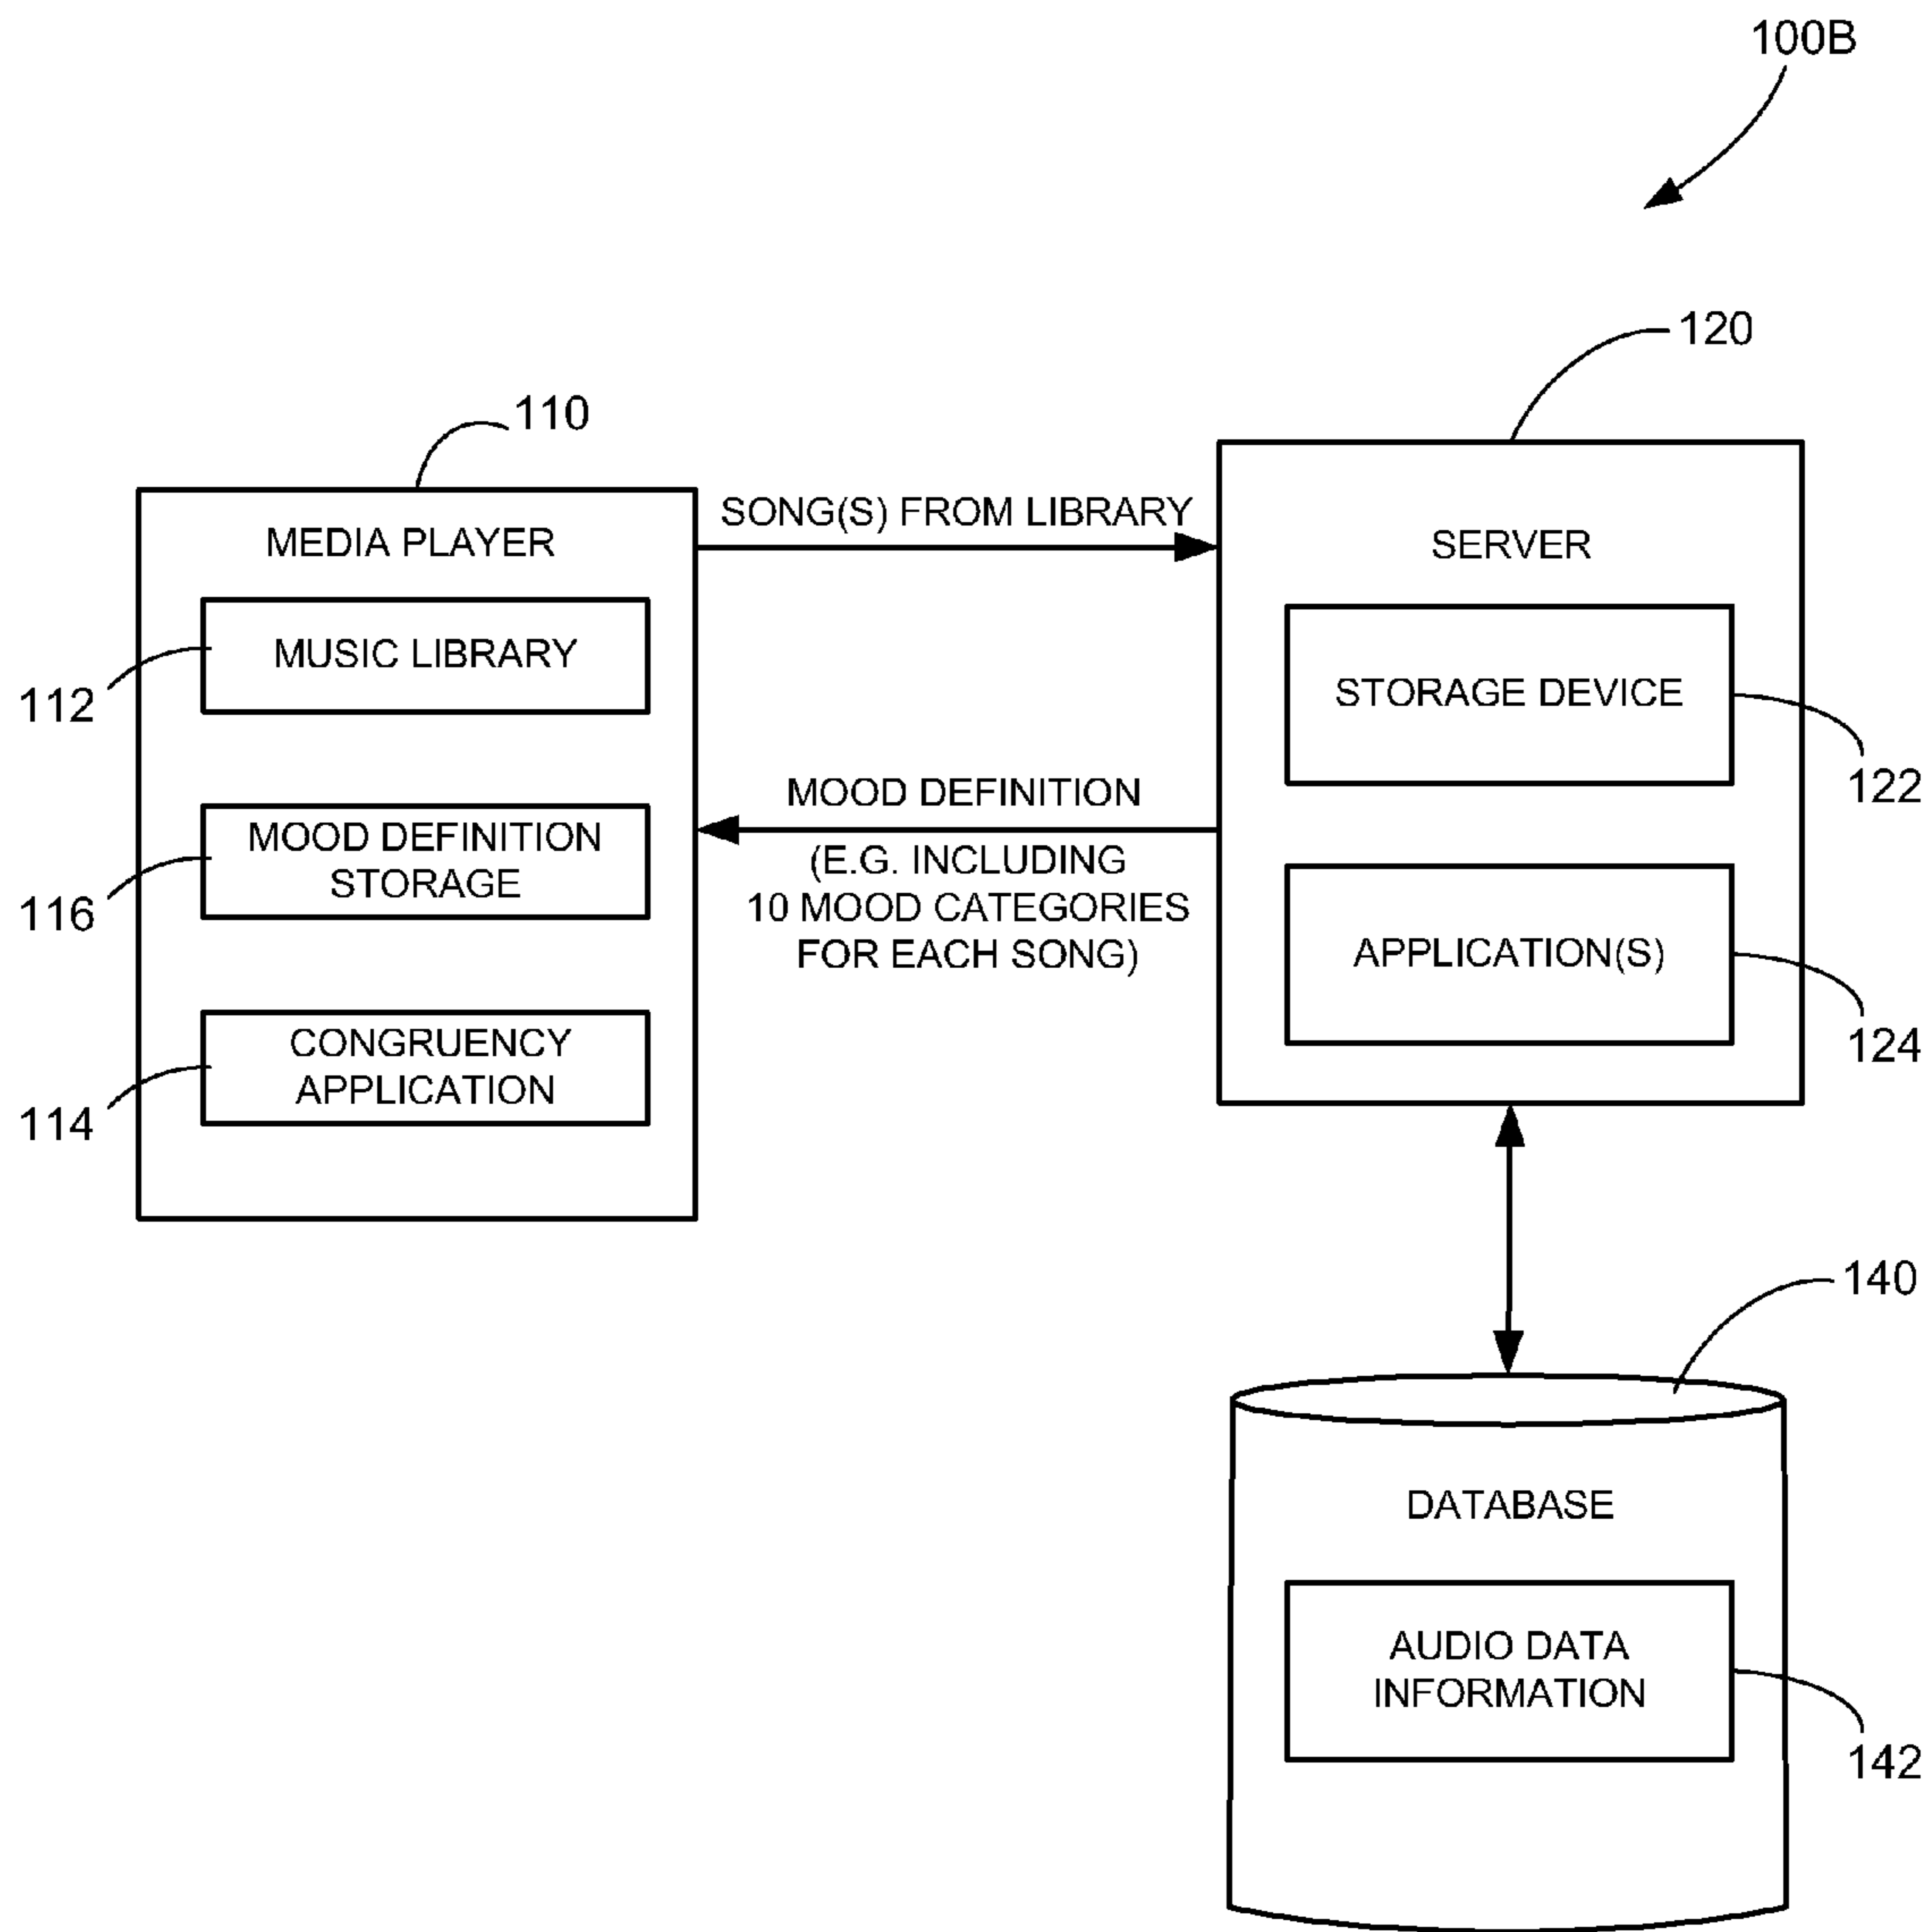 100B
120
110
MEDIA PLAYER
MUSIC LIBRARY
112
MOOD DEFINITION
STORAGE
116
CONGRUENCY
APPLICATION
114
SONG(S) FROM LIBRARY
MOOD DEFINITION
(E.G. INCLUDING
10 MOOD CATEGORIES
FOR EACH SONG)
SERVER
STORAGE DEVICE
122
APPLICATION(S)
124
140
DATABASE
AUDIO DATA
INFORMATION
142